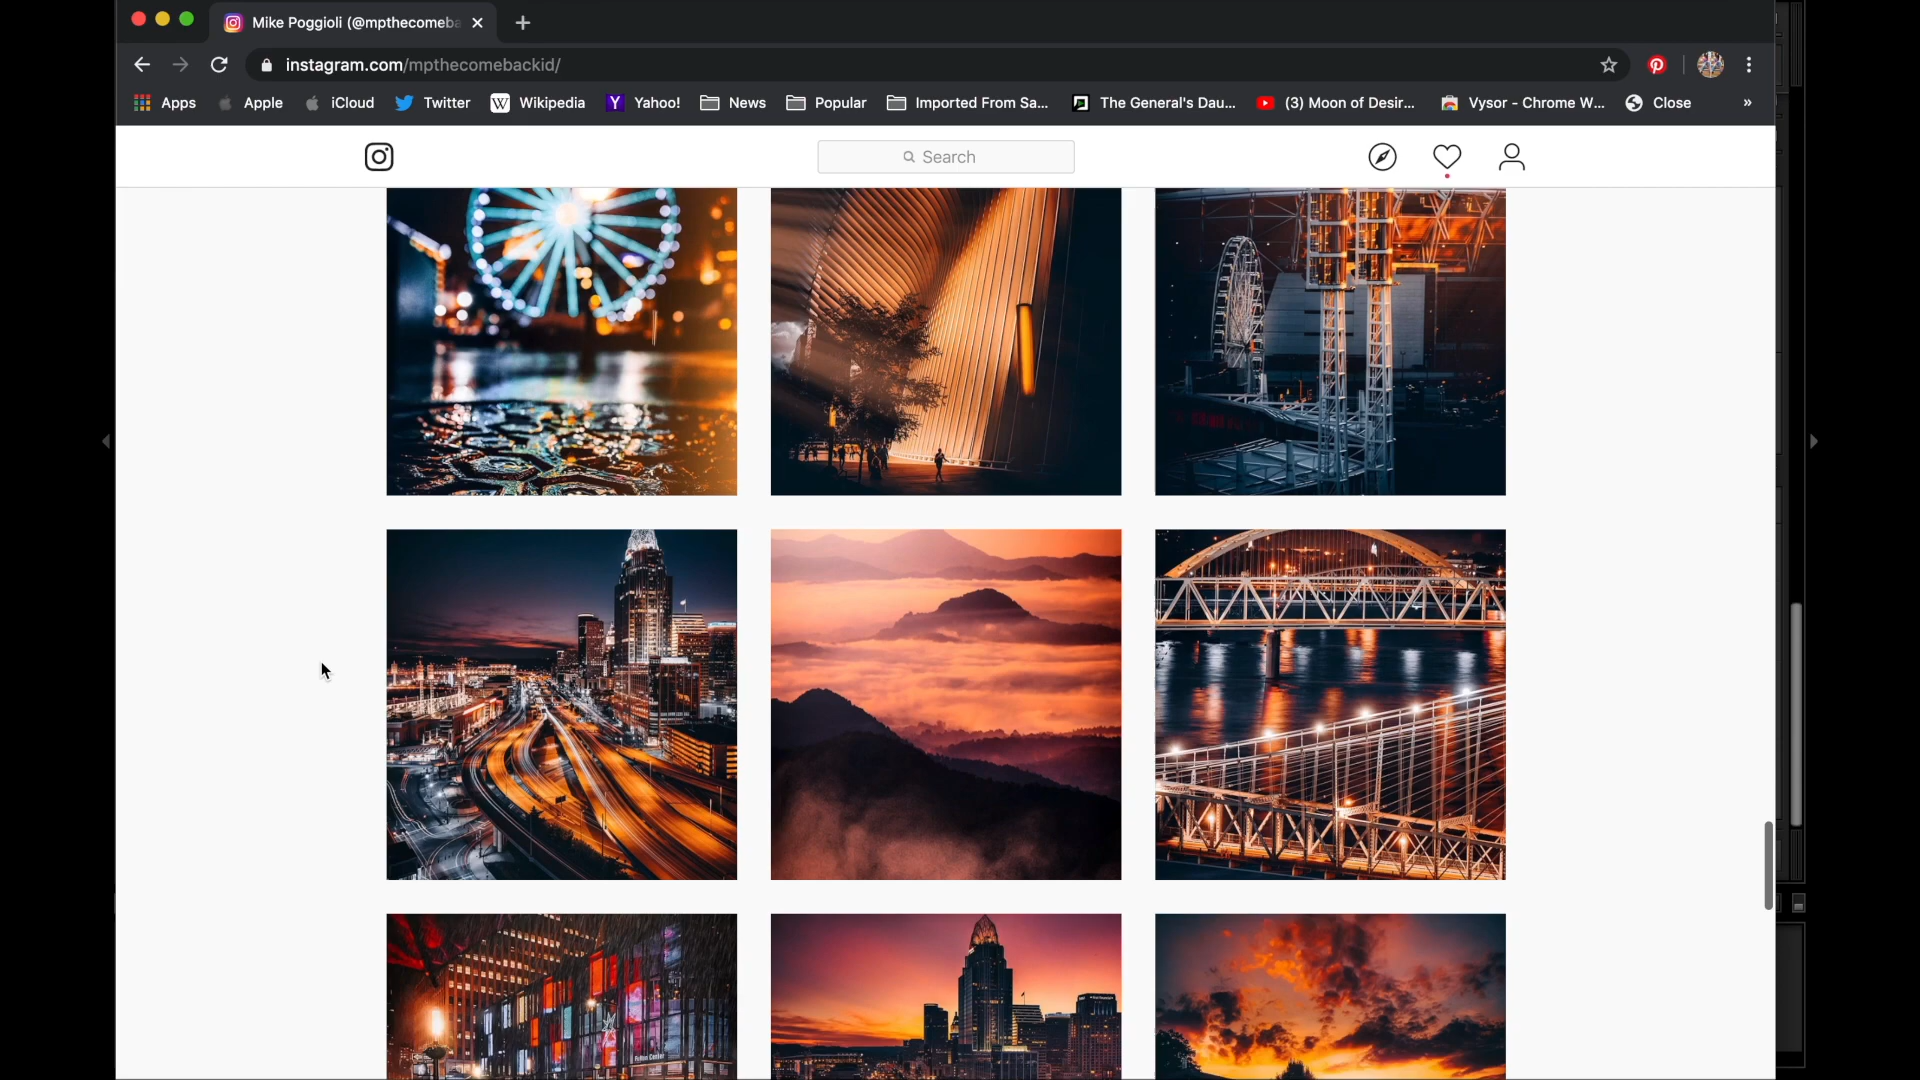 Mike Poggioli (@mpthecomeba
instagram.com/mpthecomebackid/
Apps Apple iCloud Twitter Wikipedia Yahoo! News Popular Imported From Sa... The General's Dau... (3) Moon of Desir... Vysor - Chrome W... Close »
Search